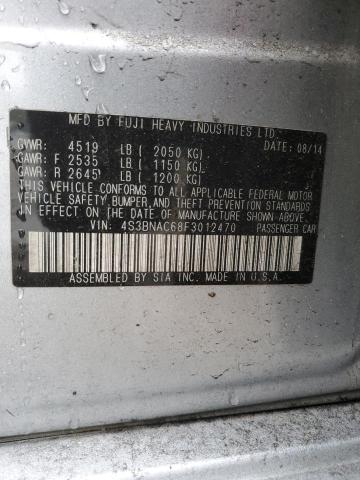 MFD BY FUJI HEAVY INDUSTRIES LTD.
GVWR: 4519 LB ( 2050 KG) DATE: 08/14
GAWR: F 2535 LB ( 1150 KG)
GAWR: R 2645 LB ( 1200 KG)
THIS VEHICLE CONFORMS TO ALL APPLICABLE FEDERAL MOTOR
VEHICLE SAFETY, BUMPER, AND THEFT PREVENTION STANDARDS
IN EFFECT ON THE DATE OF MANUFACTURE SHOWN ABOVE.
VIN: 4S3BNAC68F3012470 PASSENGER CAR
ASSEMBLED BY SIA INC. MADE IN U.S.A.